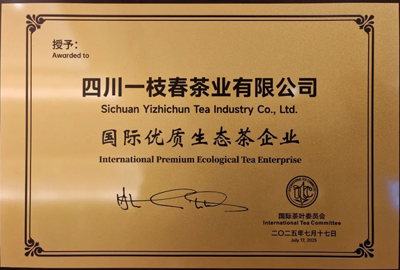 授予:
Awarded to
四川一枝春茶业有限公司
Sichuan Yizhichun Tea Industry Co., Ltd.
国际优质生态茶企业
International Premium Ecological Tea Enterprise
国际茶叶委员会
International Tea Committee
二〇二五年七月十七日
July 17, 2025